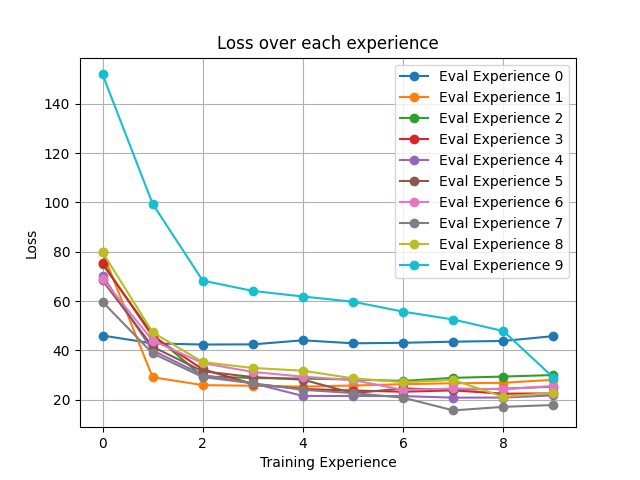 Loss over each experience
Loss
140
120
100
80
60
40
20
Eval Experience 0
Eval Experience 1
Eval Experience 2
Eval Experience 3
Eval Experience 4
Eval Experience 5
Eval Experience 6
Eval Experience 7
Eval Experience 8
Eval Experience 9
0 2 4 6 8
Training Experience